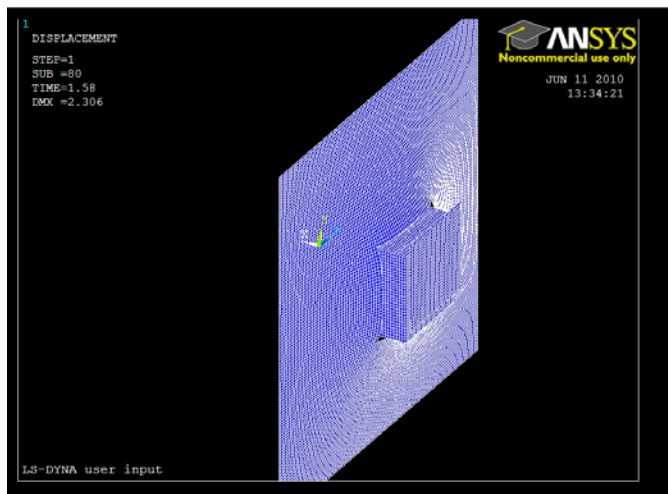 1
DISPLACEMENT
STEP=1
SUB =80
TIME=1.58
DMX =2.306
ANSYS
Noncommercial use only
JUN 11 2010
13:34:21
LS-DYNA user input